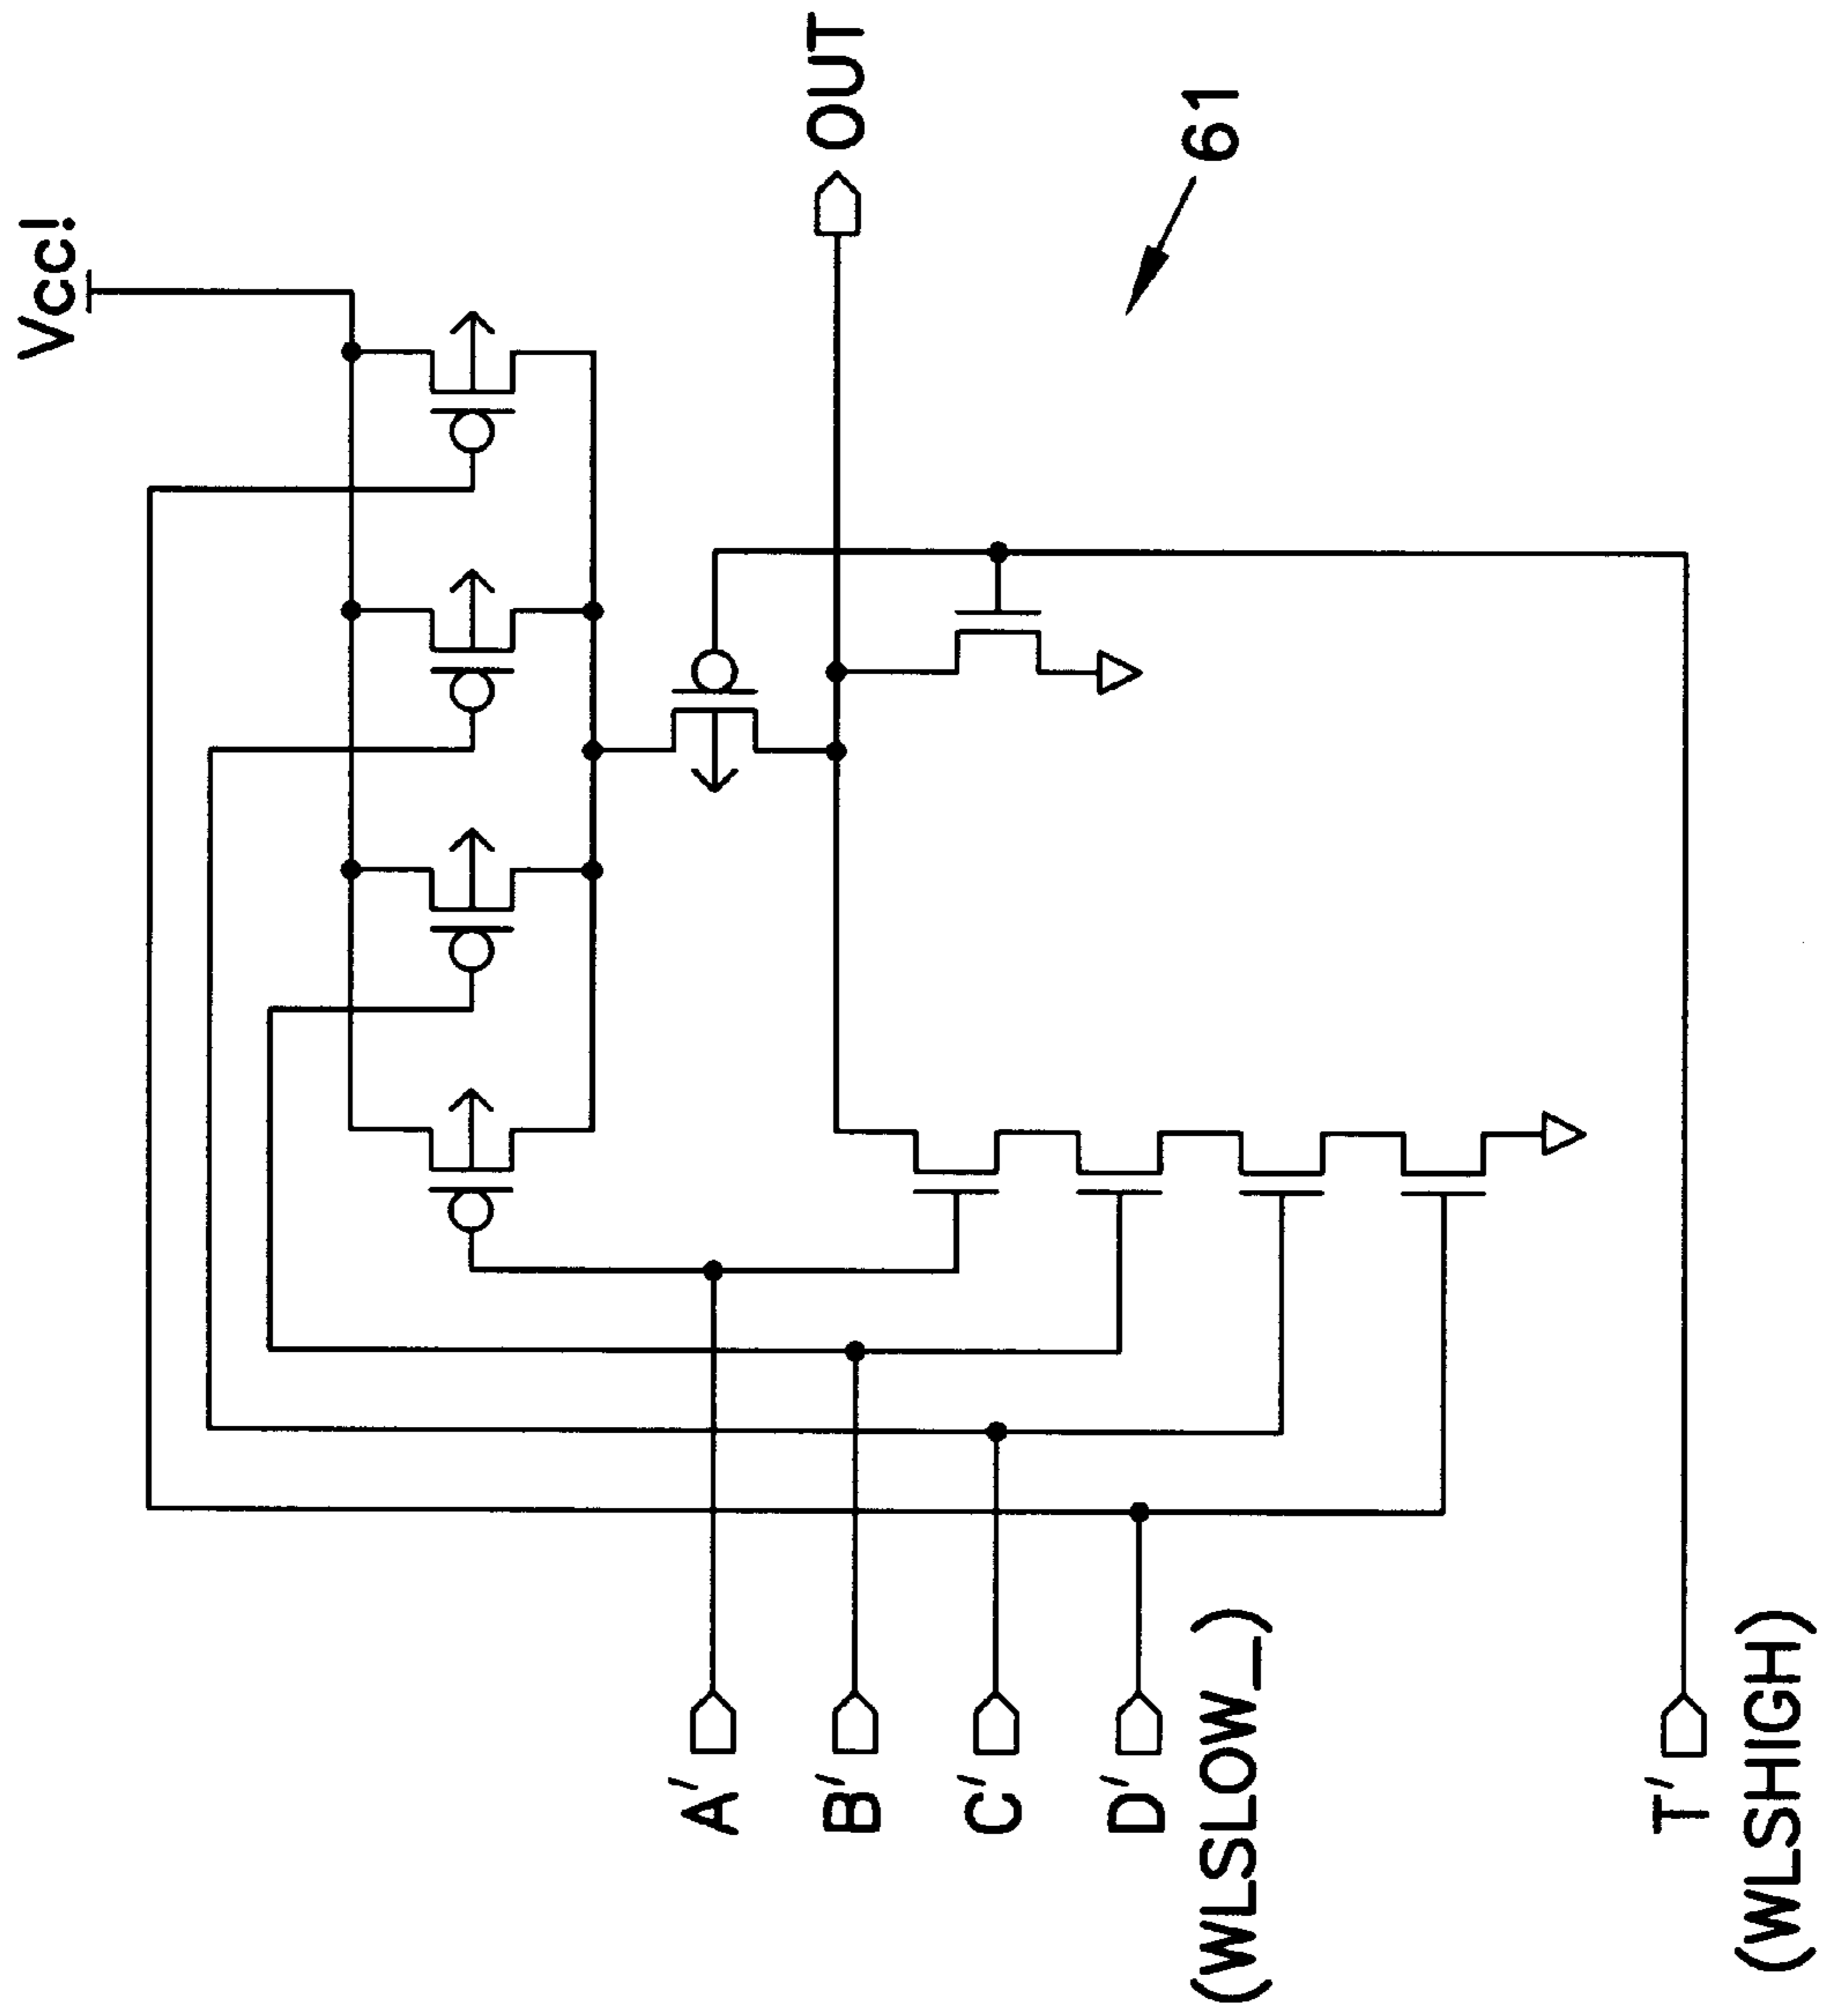 Vcc!
OUT
61
A'
B'
C'
D'
(WLSLOW_)
T'
(WLSHIGH)